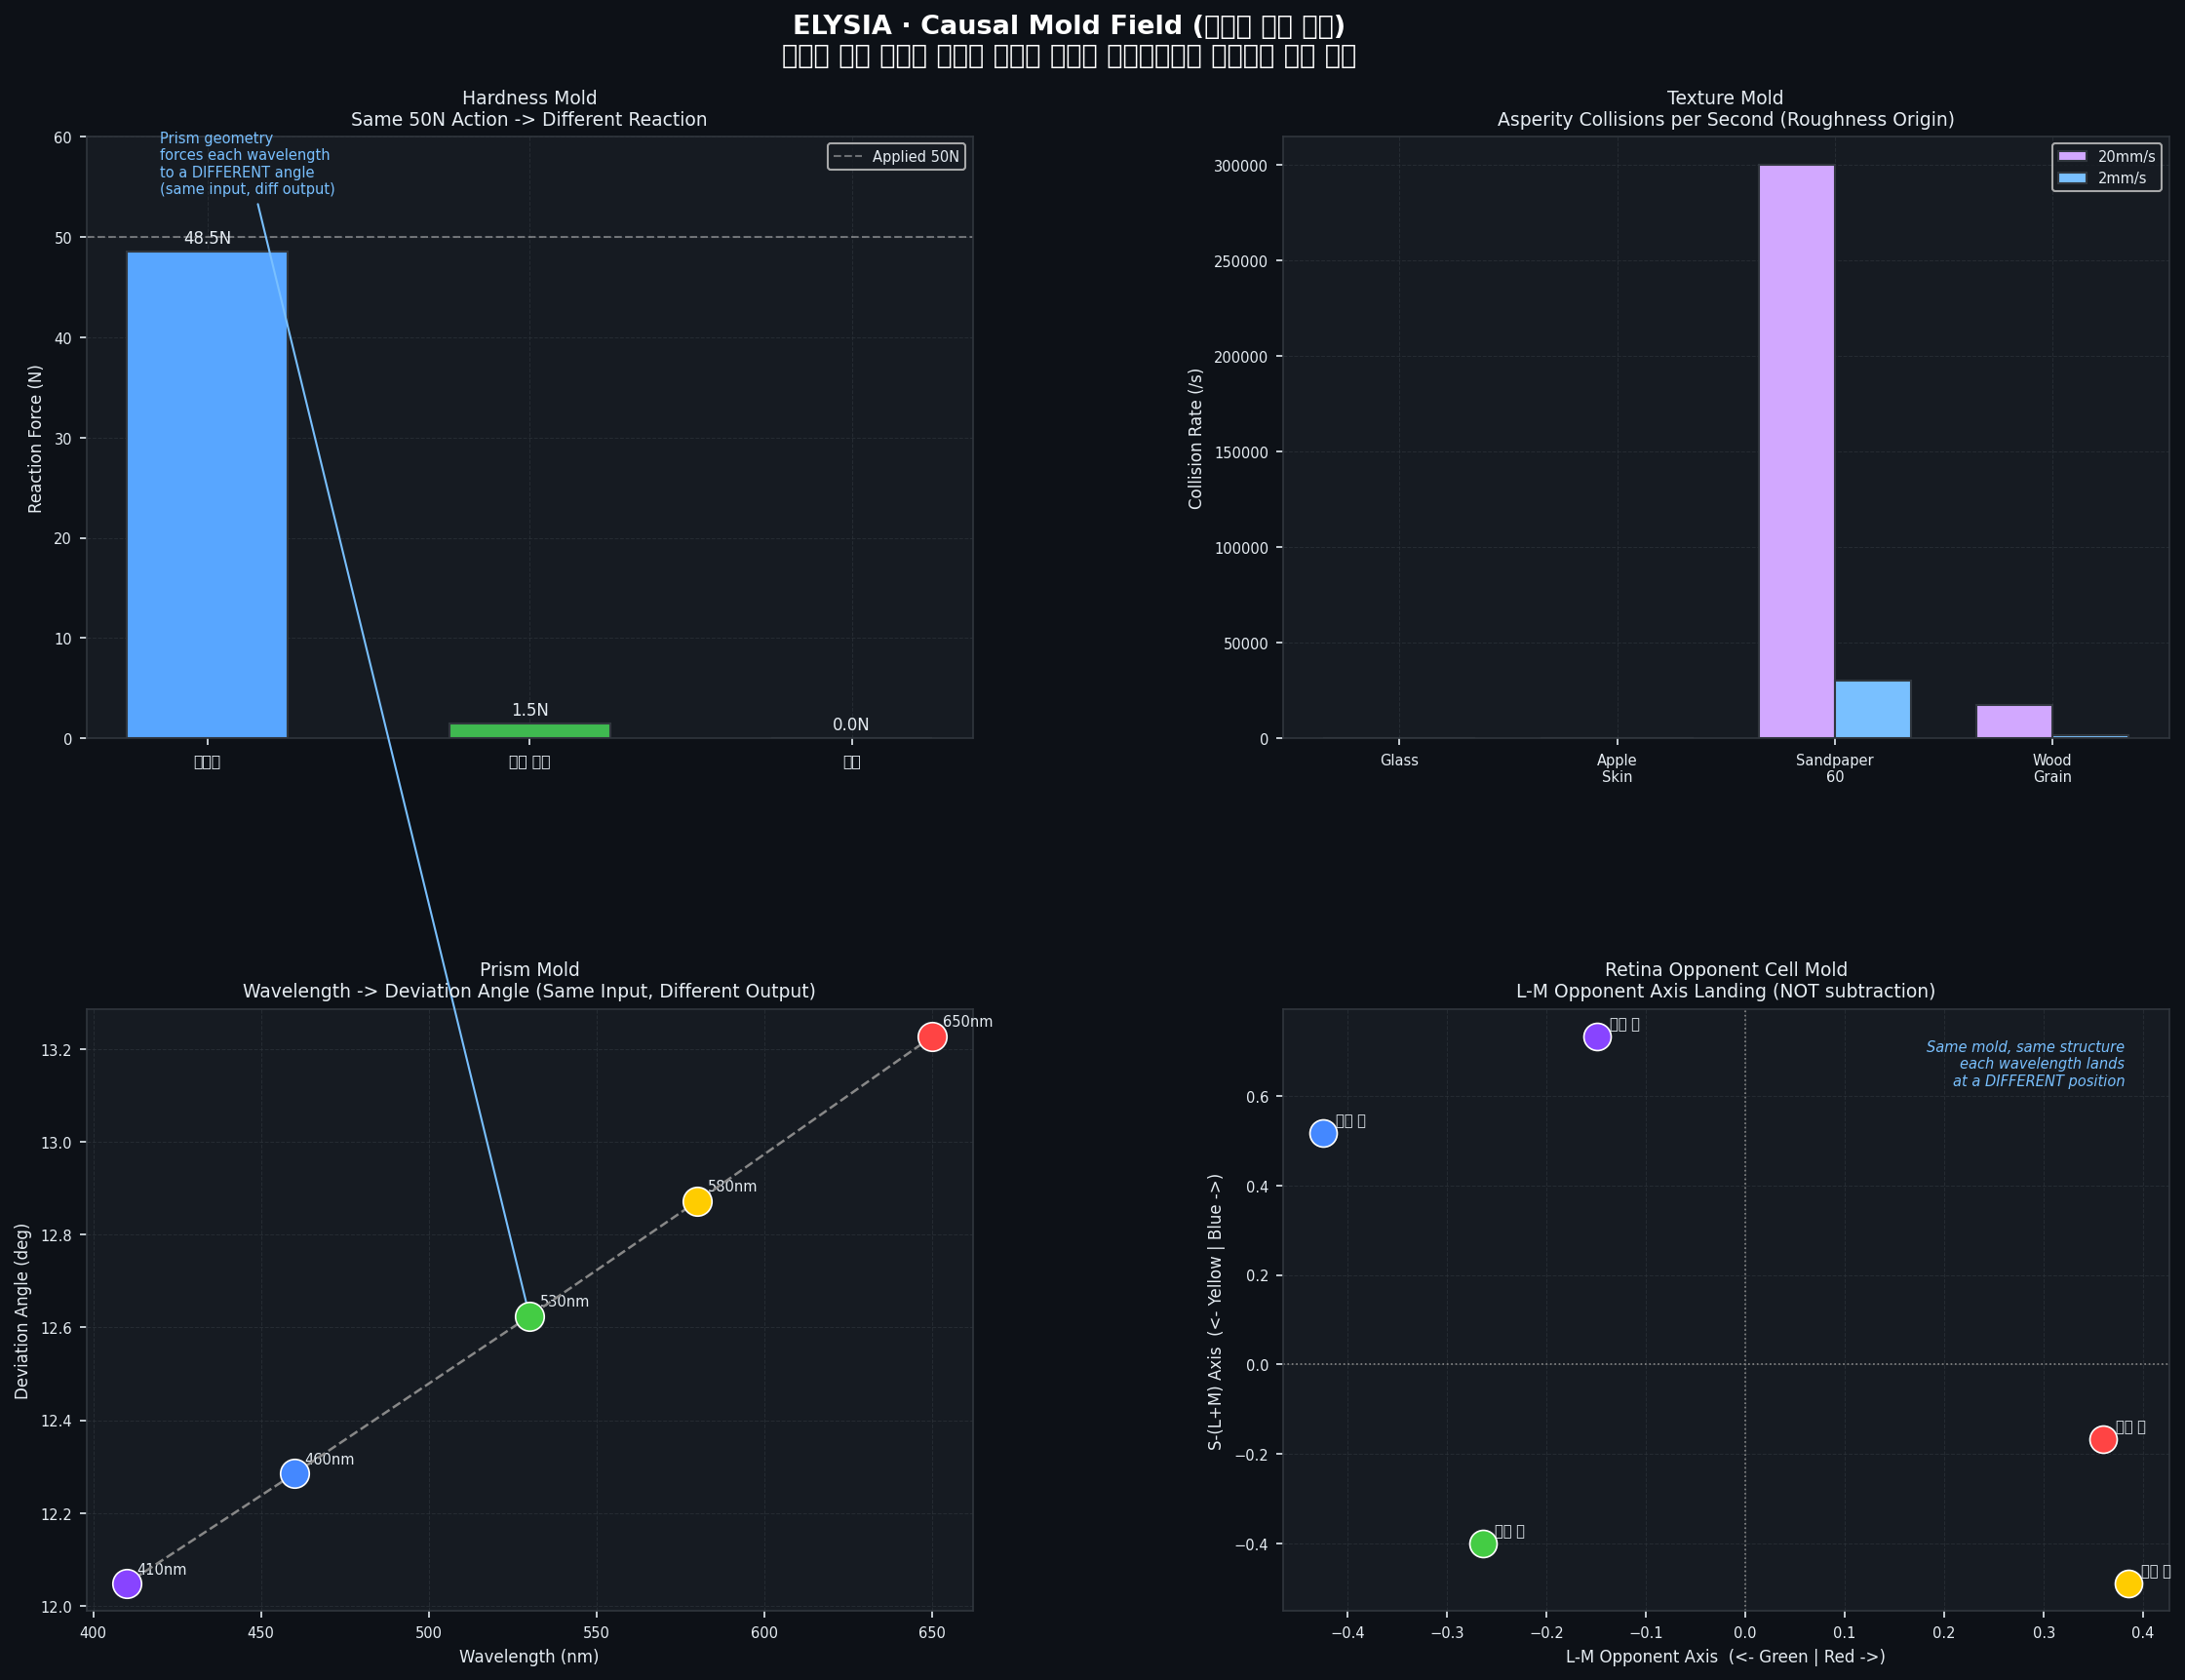 ELYSIA · Causal Mold Field (
Hardness Mold
Same 50N Action -> Different Reaction
Prism geometry
forces each wavelength
to a DIFFERENT angle
(same input, diff output)
Applied 50N
48.5N
1.5N
0.0N
Reaction Force (N)
60
50
40
30
20
10
0
Texture Mold
Asperity Collisions per Second (Roughness Origin)
20mm/s
2mm/s
Collision Rate (/s)
300000
250000
200000
150000
100000
50000
0
Glass
Apple
Skin
Sandpaper
60
Wood
Grain
Prism Mold
Wavelength -> Deviation Angle (Same Input, Different Output)
650nm
580nm
530nm
460nm
410nm
Deviation Angle (deg)
13.2
13.0
12.8
12.6
12.4
12.2
12.0
400
450
500
550
600
650
Wavelength (nm)
Retina Opponent Cell Mold
L-M Opponent Axis Landing (NOT subtraction)
Same mold, same structure
each wavelength lands
at a DIFFERENT position
S-(L+M) Axis (<- Yellow | Blue ->)
0.6
0.4
0.2
0.0
−0.2
−0.4
−0.4
−0.3
−0.2
−0.1
0.0
0.1
0.2
0.3
0.4
L-M Opponent Axis (<- Green | Red ->)